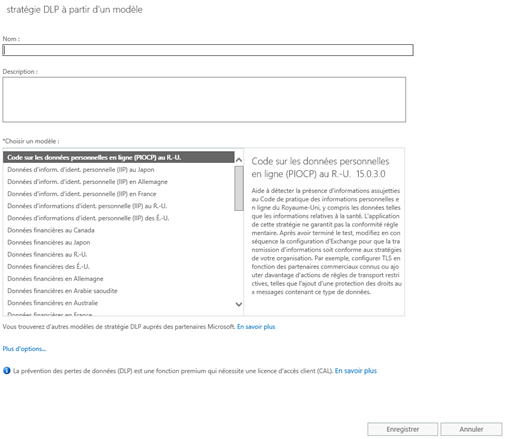 stratégie DLP à partir d'un modèle
Nom :
Description :
*Choisir un modèle :
Code sur les données personnelles en ligne (PIOCP) au R.-U.
Données d'inform. d'ident. personnelle (IIP) au Japon
Données d'inform. d'ident. personnelle (IIP) en Allemagne
Données d'inform. d'ident. personnelle (IIP) en France
Données d'informations d'ident. personnelle (IIP) au R.-U.
Données d'informations d'ident. personnelle (IIP) des É.-U.
Données financières au Canada
Données financières au Japon
Données financières au R.-U.
Données financières des É.-U.
Données financières en Allemagne
Données financières en Arabie saoudite
Données financières en Australie
Données financières en France
Code sur les données personnelles
en ligne (PIOCP) au R.-U. 15.0.3.0
Aide à détecter la présence d'informations assujetties
au Code de pratique des informations personnelles e
n ligne du Royaume-Uni, y compris les données telles
que les informations relatives à la santé. L'application
de cette stratégie ne garantit pas la conformité régle
mentaire. Après avoir terminé le test, modifiez en con
séquence la configuration d'Exchange pour que la tra
nsmission d'informations soit conforme aux stratégies
de votre organisation. Par exemple, configurer TLS en
fonction des partenaires commerciaux connus ou ajo
uter davantage d'actions de règles de transport restri
ctives, telles que l'ajout d'une protection des droits au
x messages contenant ce type de données.
Vous trouverez d'autres modèles de stratégie DLP auprès des partenaires Microsoft. En savoir plus
Plus d'options...
La prévention des pertes de données (DLP) est une fonction premium qui nécessite une licence d'accès client (CAL). En savoir plus
Enregistrer
Annuler